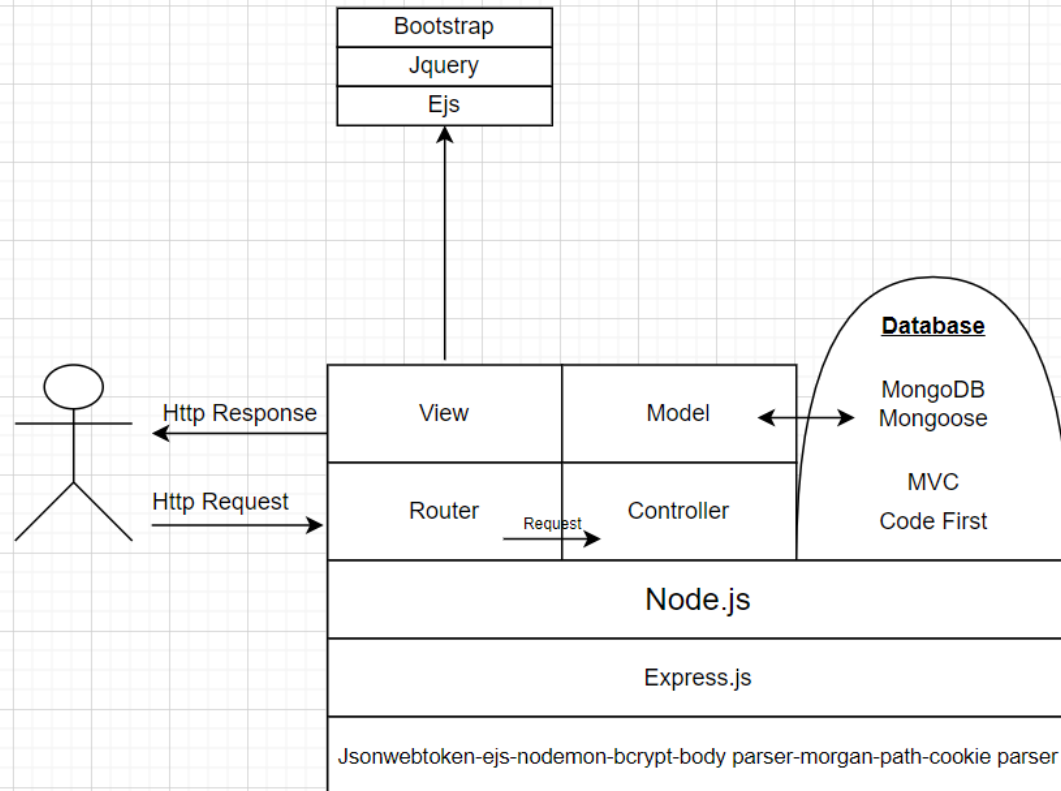 Bootstrap
Jquery
Ejs
Database
MongoDB
Mongoose
MVC
Code First
Http Response
View
Model
Http Request
Router
Request
Controller
Node.js
Express.js
Jsonwebtoken-ejs-nodemon-bcrypt-body parser-morgan-path-cookie parser